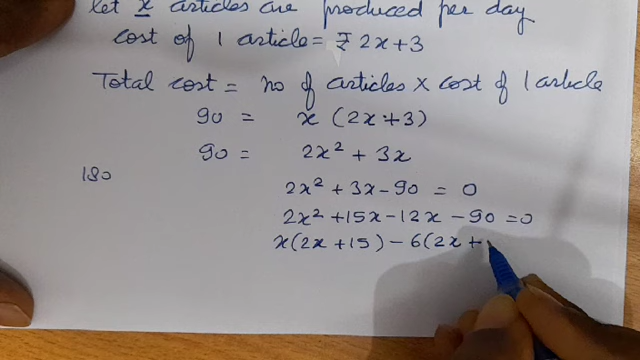 let x articles are produced per day
cost of 1 article = ₹ 2x+3
Total cost = no of articles × cost of 1 article
90 = x (2x+3)
90 = 2x² + 3x
180
2x² + 3x - 90 = 0
2x² + 15x - 12x - 90 = 0
x(2x + 15) - 6(2x +